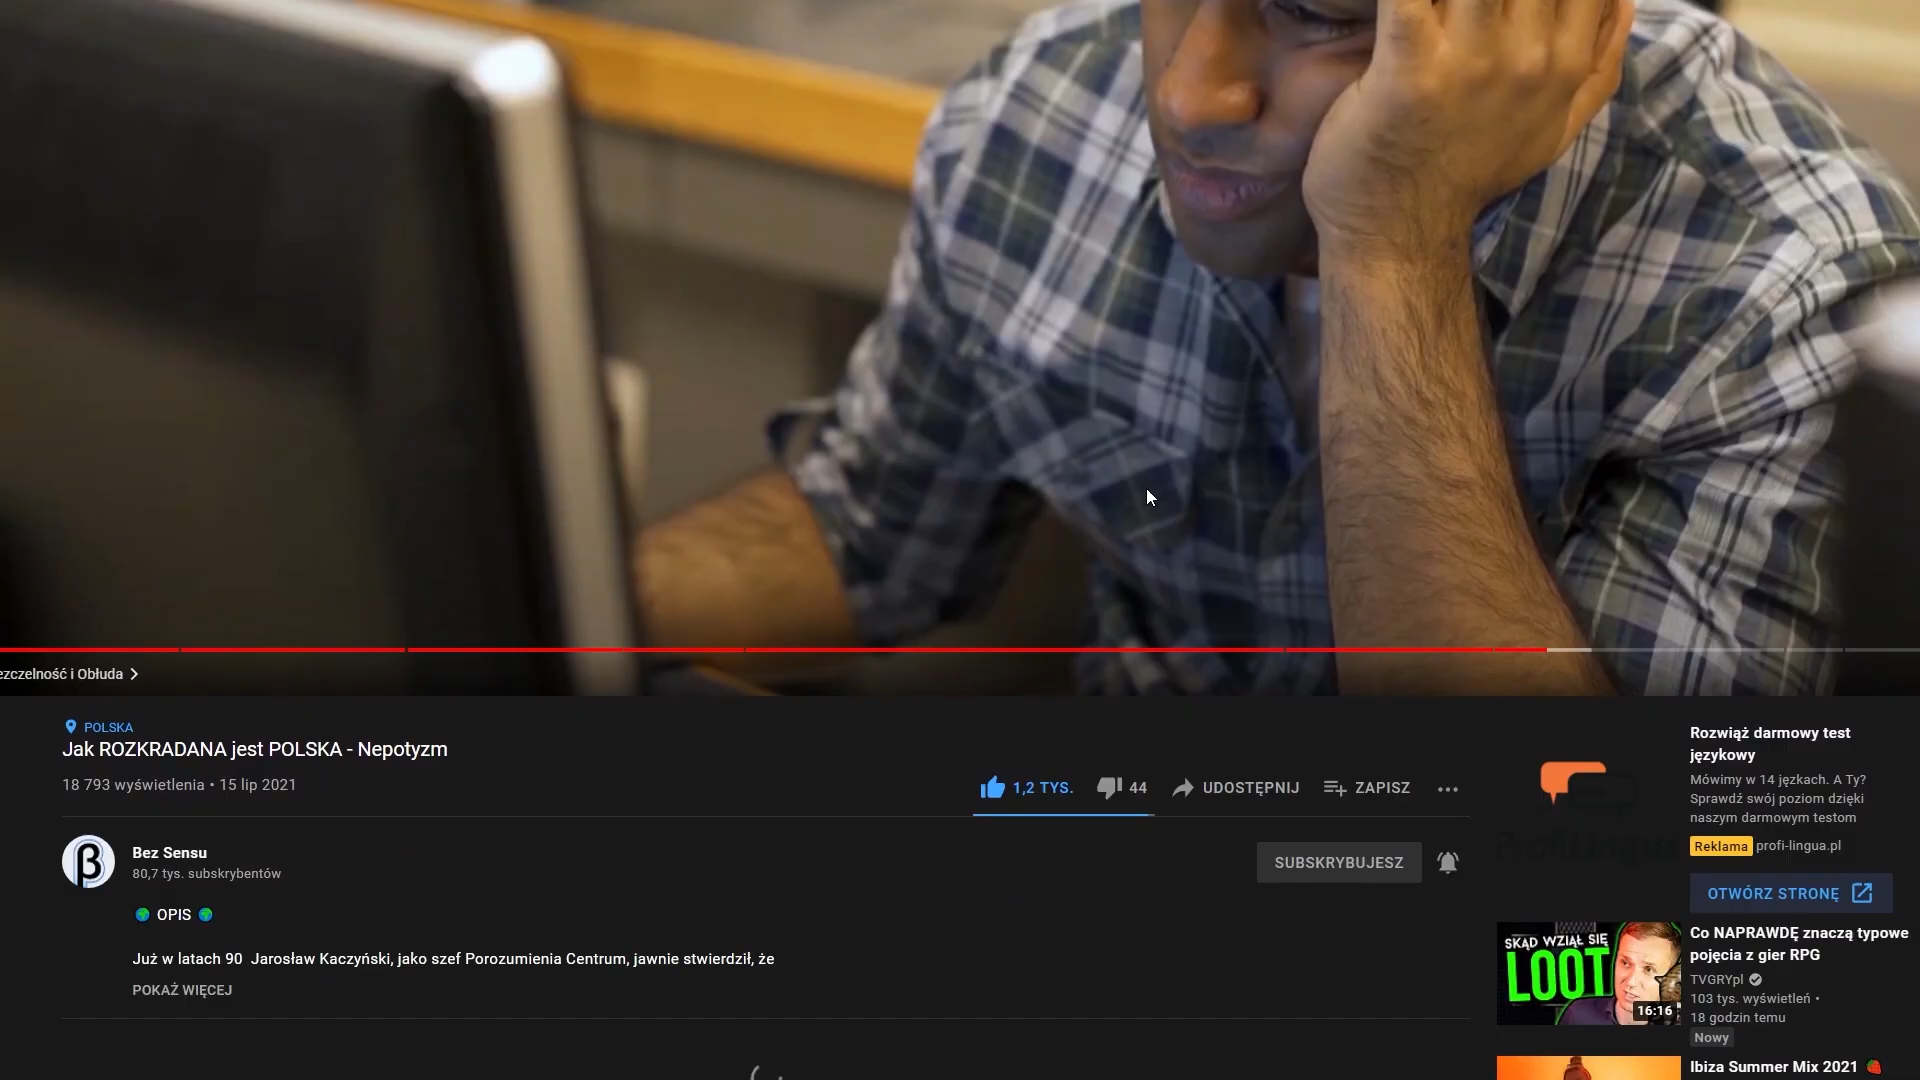 ezczelność i Obłuda
POLSKA
Jak ROZKRADANA jest POLSKA - Nepotyzm
18 793 wyświetlenia • 15 lip 2021
1,2 TYS.
44
UDOSTĘPNIJ
ZAPISZ
Bez Sensu
80,7 tys. subskrybentów
SUBSKRYBUJESZ
OPIS
Już w latach 90  Jarosław Kaczyński, jako szef Porozumienia Centrum, jawnie stwierdził, że
POKAŻ WIĘCEJ
Rozwiąż darmowy test
językowy
Mówimy w 14 jęzkach. A Ty?
Sprawdź swój poziom dzięki
naszym darmowym testom
Reklama profi-lingua.pl
OTWÓRZ STRONĘ
SKĄD WZIĄŁ SIĘ
LOOT
16:16
Co NAPRAWDĘ znaczą typowe
pojęcia z gier RPG
TVGRYpl
103 tys. wyświetleń •
18 godzin temu
Nowy
Ibiza Summer Mix 2021